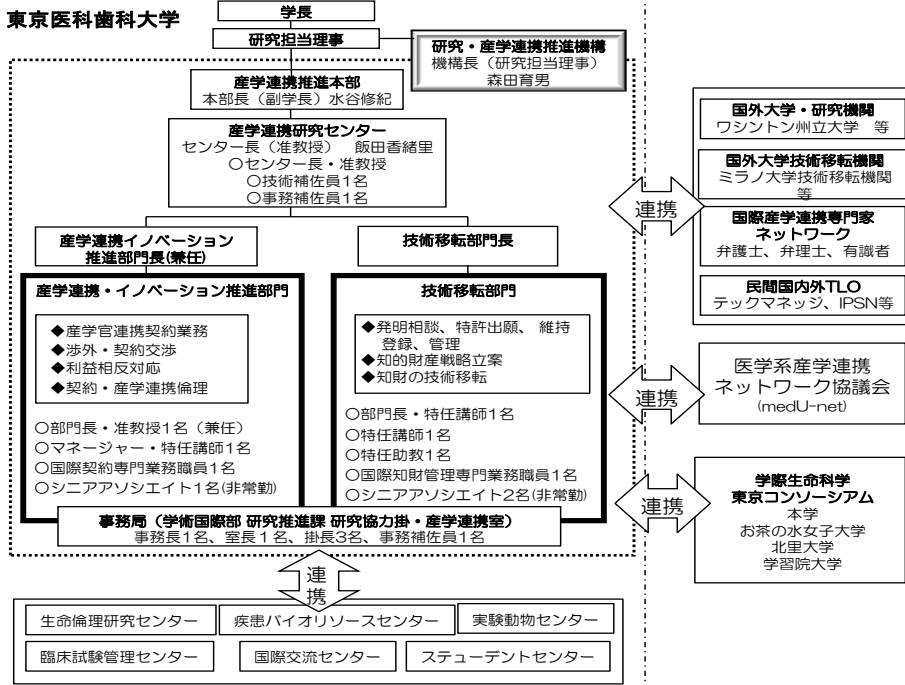 東京医科歯科大学
学長
研究担当理事
研究・産学連携推進機構
機構長（研究担当理事）
森田育男
産学連携推進本部
本部長（副学長）水谷修紀
産学連携研究センター
センター長（准教授）　飯田香緒里
○センター長・准教授
○技術補佐員1名
○事務補佐員1名
産学連携イノベーション
推進部門長(兼任)
技術移転部門長
産学連携・イノベーション推進部門
◆産学官連携契約業務
◆渉外・契約交渉
◆利益相反対応
◆契約・産学連携倫理
○部門長・准教授1名（兼任）
○マネージャー・特任講師1名
○国際契約専門業務職員1名
○シニアアソシエイト1名(非常勤)
技術移転部門
◆発明相談、特許出願、 維持
登録、管理
◆知的財産戦略立案
◆知財の技術移転
○部門長・特任講師1名
○特任講師1名
○特任助教1名
○国際知財管理専門業務職員1名
○シニアアソシエイト2名(非常勤)
事務局（学術国際部 研究推進課 研究協力掛・産学連携室）
事務長1名、室長１名、掛長3名、事務補佐員1名
連携
生命倫理研究センター
疾患バイオリソースセンター
実験動物センター
臨床試験管理センター
国際交流センター
ステューデントセンター
連携
国外大学・研究機関
ワシントン州立大学　等
国外大学技術移転機関
ミラノ大学技術移転機関
等
国際産学連携専門家
ネットワーク
弁護士、弁理士、有識者
民間国内外TLO
テックマネッジ、IPSN等
連携
医学系産学連携
ネットワーク協議会
(medU-net)
連携
学際生命科学
東京コンソーシアム
本学
お茶の水女子大学
北里大学
学習院大学